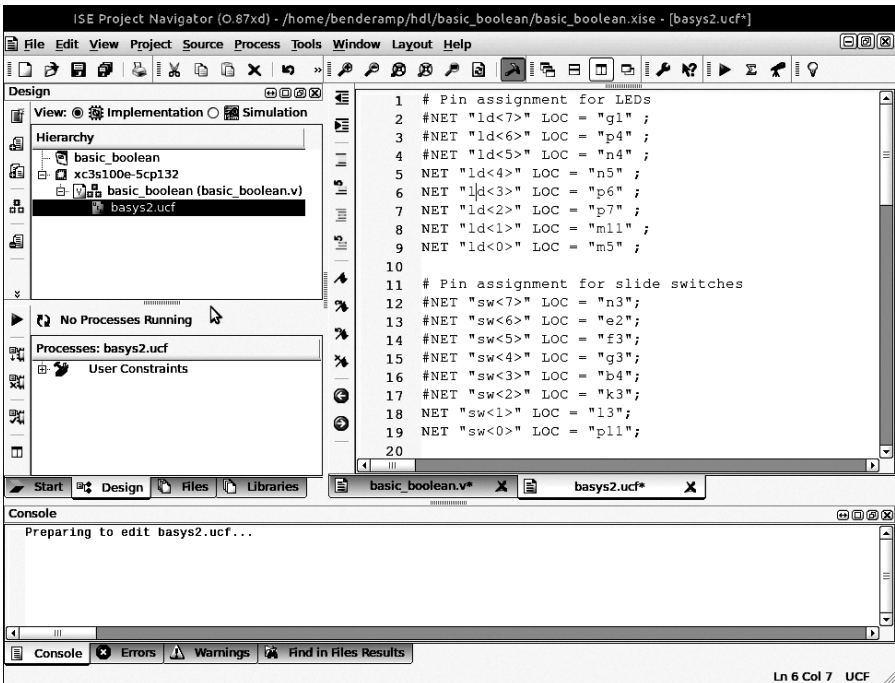 ISE Project Navigator (O.87xd) - /home/benderamp/hdl/basic_boolean/basic_boolean.xise - [basys2.ucf*]
File Edit View Project Source Process Tools Window Layout Help
Design
View: Implementation Simulation
Hierarchy
basic_boolean
xc3s100e-5cp132
basic_boolean (basic_boolean.v)
basys2.ucf
No Processes Running
Processes: basys2.ucf
User Constraints
Start Design Files Libraries
1 # Pin assignment for LEDs
2 #NET "ld<7>" LOC = "g1" ;
3 #NET "ld<6>" LOC = "p4" ;
4 #NET "ld<5>" LOC = "n4" ;
5 NET "ld<4>" LOC = "n5" ;
6 NET "ld<3>" LOC = "p6" ;
7 NET "ld<2>" LOC = "p7" ;
8 NET "ld<1>" LOC = "m11" ;
9 NET "ld<0>" LOC = "m5" ;
10
11 # Pin assignment for slide switches
12 #NET "sw<7>" LOC = "n3";
13 #NET "sw<6>" LOC = "e2";
14 #NET "sw<5>" LOC = "f3";
15 #NET "sw<4>" LOC = "g3";
16 #NET "sw<3>" LOC = "b4";
17 #NET "sw<2>" LOC = "k3";
18 NET "sw<1>" LOC = "l3";
19 NET "sw<0>" LOC = "p11";
20
basic_boolean.v* basys2.ucf*
Console
Preparing to edit basys2.ucf...
Console Errors Warnings Find in Files Results
Ln 6 Col 7 UCF